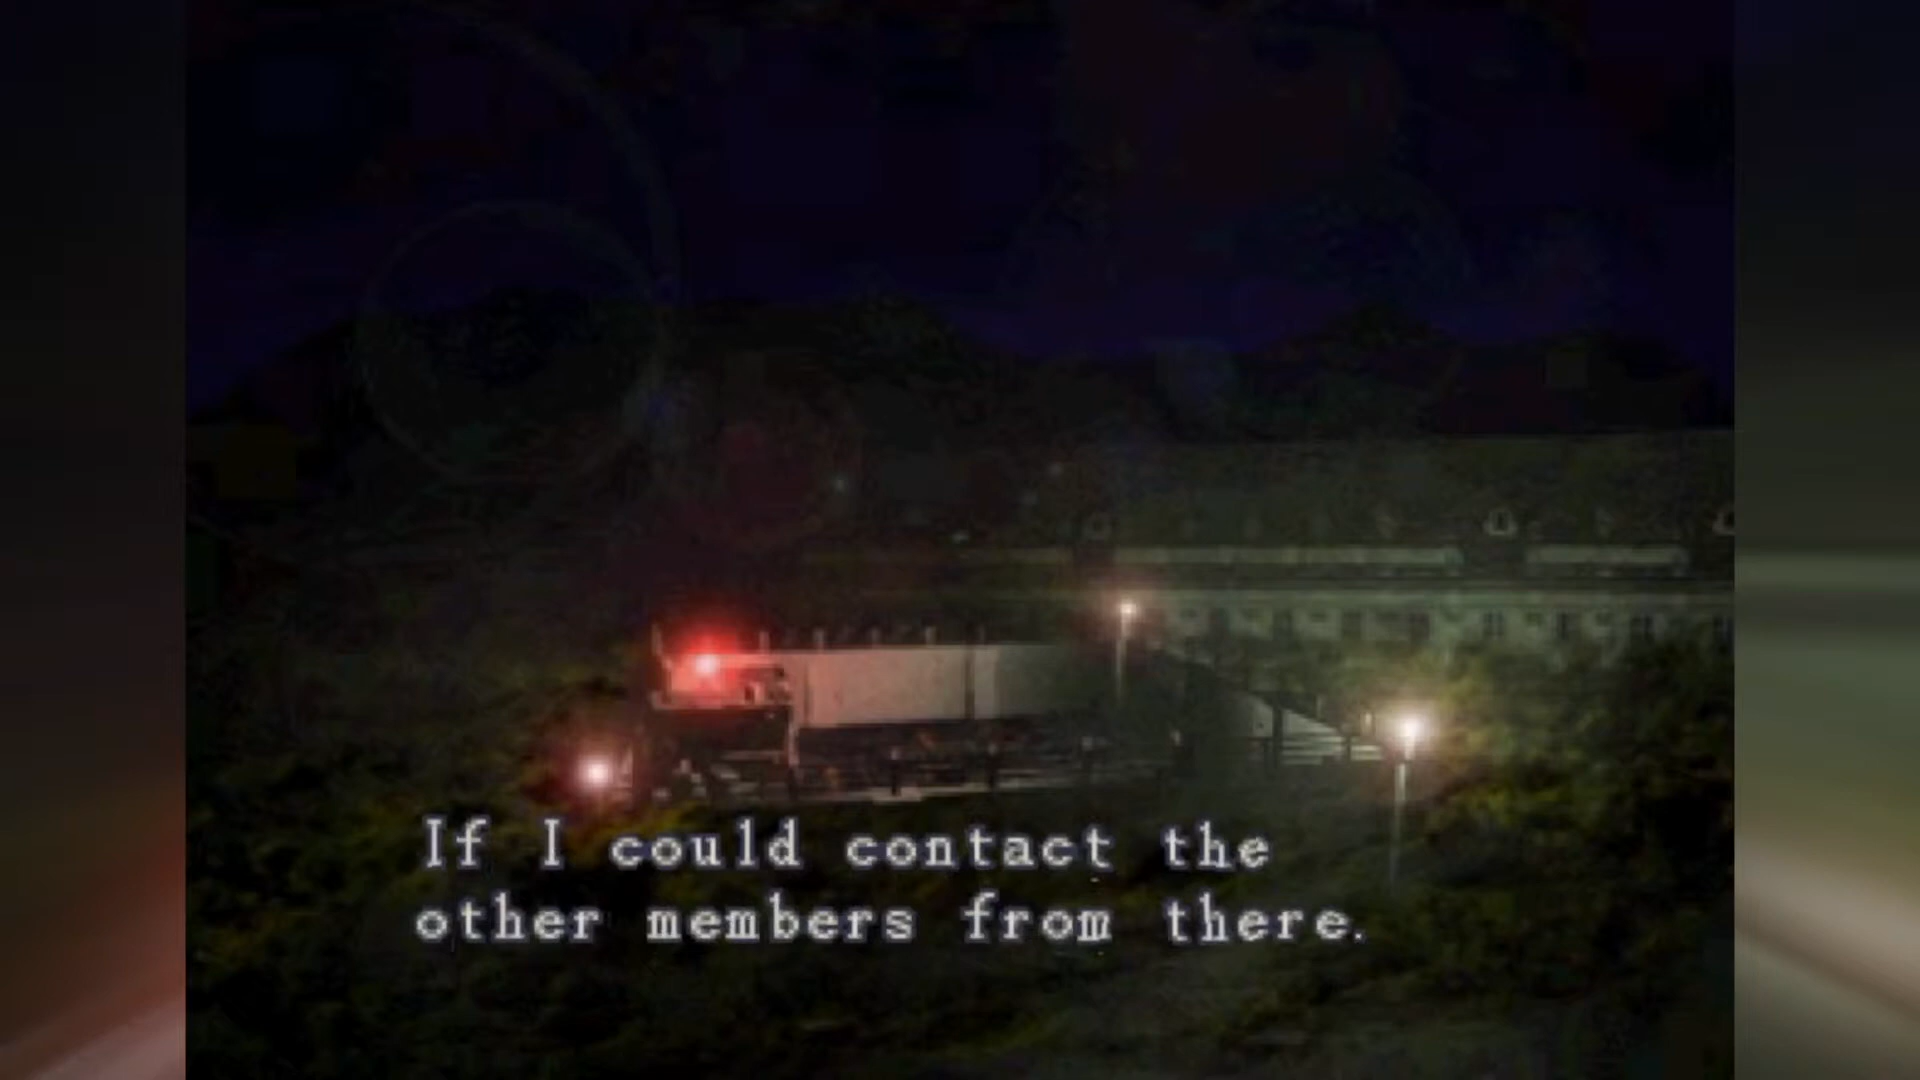 If I could contact the
other members from there.